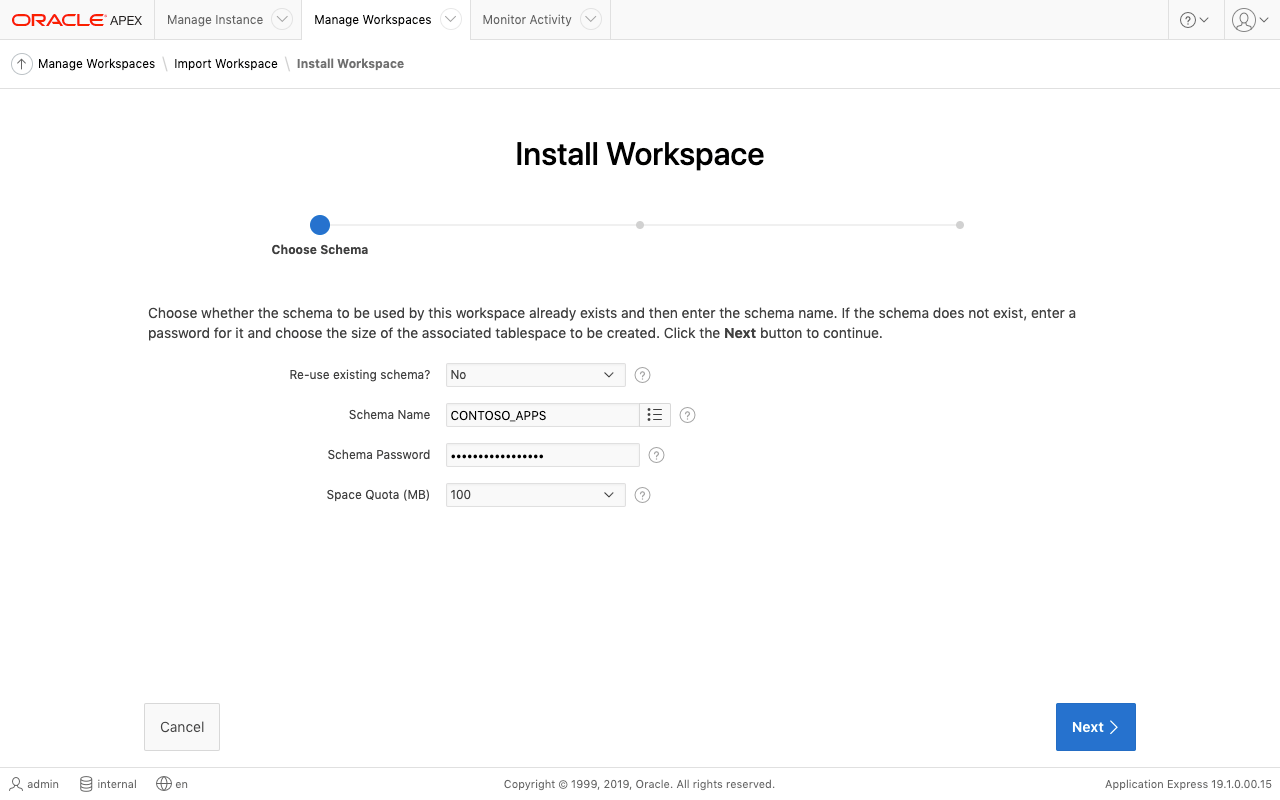 ORACLE APEX Manage Instance Manage Workspaces Monitor Activity
Manage Workspaces \ Import Workspace \ Install Workspace
Install Workspace
Choose Schema
Choose whether the schema to be used by this workspace already exists and then enter the schema name. If the schema does not exist, enter a
password for it and choose the size of the associated tablespace to be created. Click the Next button to continue.
Re-use existing schema? No
Schema Name CONTOSO_APPS
Schema Password •••••••••••••••••
Space Quota (MB) 100
Cancel Next
admin internal en Copyright © 1999, 2019, Oracle. All rights reserved. Application Express 19.1.0.00.15